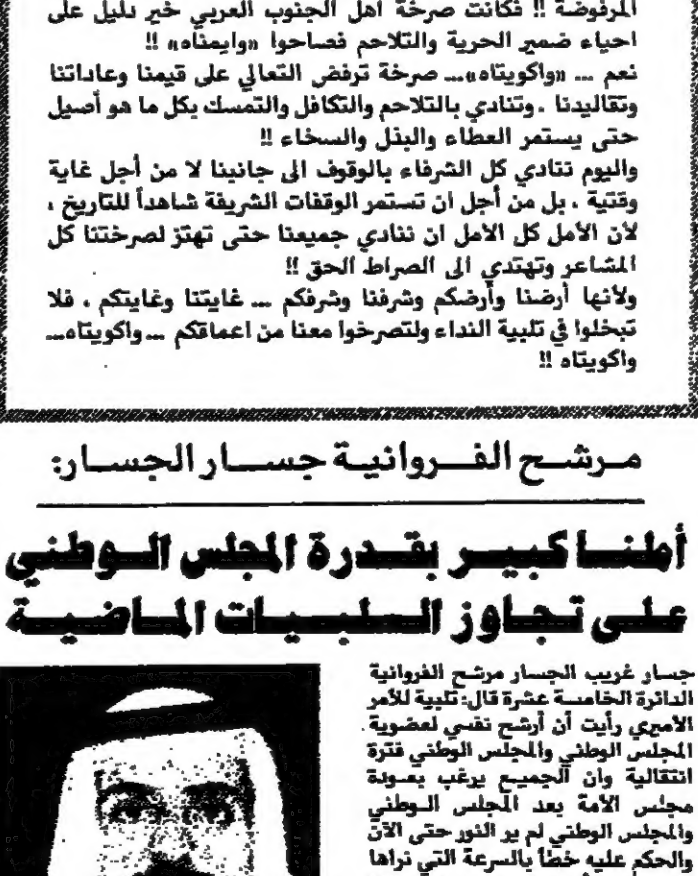 المرفوضة !! فكانت صرخة أهل الجنوب العربي خير دليل على
احياء ضمير الحرية والتلاحم فصاحوا «وايمناه» !!
نعم ... «واكويتاه»... صرخة ترفض التعالي على قيمنا وعاداتنا
وتقاليدنا . وتنادي بالتلاحم والتكافل والتمسك بكل ما هو أصيل
حتى يستمر العطاء والبذل والسخاء !!
واليوم ننادي كل الشرفاء بالوقوف الى جانبنا لا من أجل غاية
وقتية ، بل من أجل ان تستمر الوقفات الشريفة شاهداً للتاريخ ،
لأن الأمل كل الامل ان ننادي جميعنا حتى تهتز لصرختنا كل
المشاعر وتهتدي الى الصراط الحق !!
ولأنها أرضنا وأرضكم وشرفنا وشرفكم ... غايتنا وغايتكم ، فلا
تبخلوا في تلبية النداء ولتصرخوا معنا من اعماقكم ... واكويتاه...
واكويتاه !!
مرشح الفروانية جسار الجسار:
أملنا كبير بقدرة المجلس الوطني
على تجاوز السلبيات الماضية
جسار غريب الجسار مرشح الفروانية
الدائرة الخامسة عشرة قال: تلبية للأمر
الاميري رأيت أن أرشح نفسي لعضوية
المجلس الوطني والمجلس الوطني فترة
انتقالية وان الجميع يرغب بعودة
مجلس الأمة بعد المجلس الوطني
والمجلس الوطني لم ير النور حتى الآن
والحكم عليه خطأ بالسرعة التي نراها